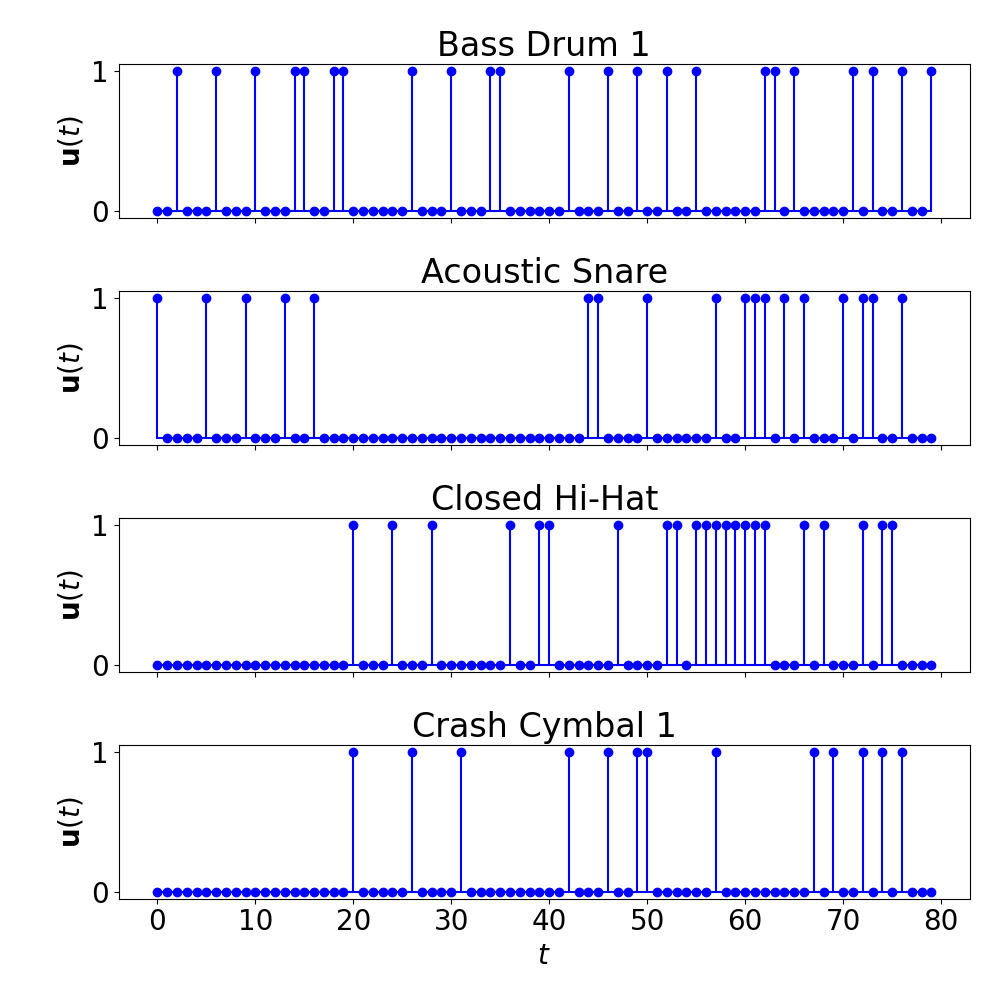 Bass Drum 1
1
u(t)
0
Acoustic Snare
1
u(t)
0
Closed Hi-Hat
1
u(t)
0
Crash Cymbal 1
1
u(t)
0
0 10 20 30 40 50 60 70 80
t